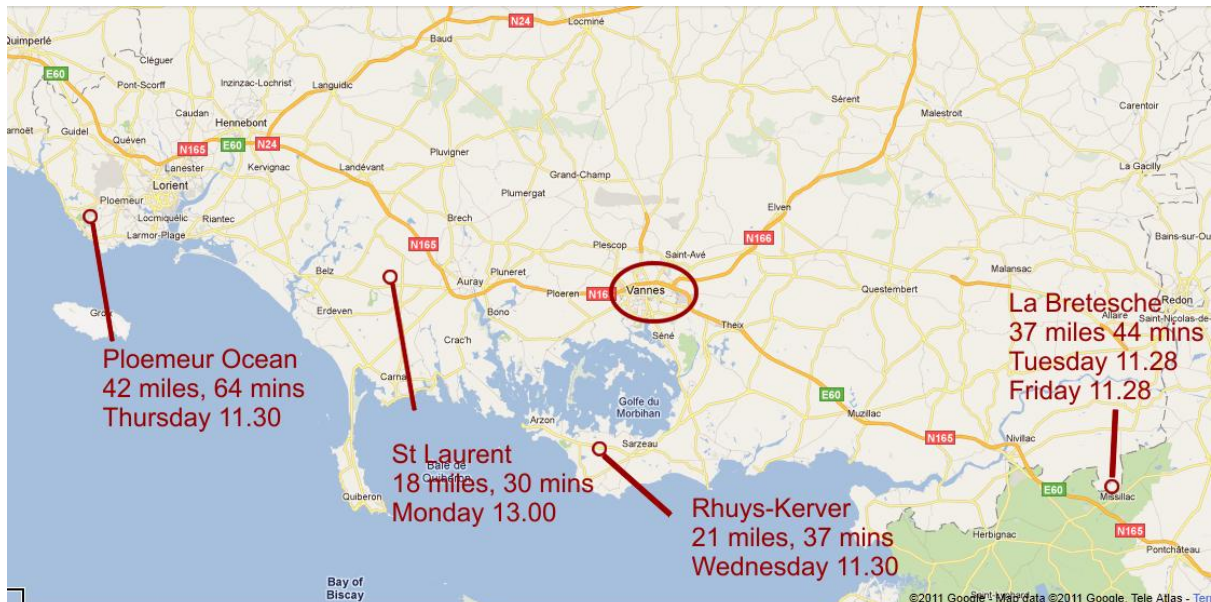 N24
Locminé
Quimperlé
Baud
Cléguer
E60
Pont-Scorff
Inzinzac-Lochrist
Languidic
Sérent
Malestroit
Carentoir
Caudan
Hennebont
Guidel
Quéven
N165
E60
N24
Pluvigner
Lanester
Kervignac
Landévant
Grand-Champ
La Gacilly
Lorient
Plumergat
Ploemeur
Locmiquélic
Riantec
Brech
Elven
Larmor-Plage
N165
Plescop
Saint-Avé
N166
Belz
Auray
Pluneret
Malansac
Ploeren
Vannes
Questembert
Redon
Erdeven
Bono
Theix
Allaire
Séné
Crac'h
Carnac
La Bretesche
37 miles 44 mins
Tuesday 11.28
Friday 11.28
Ploemeur Ocean
42 miles, 64 mins
Thursday 11.30
Golfe du
Morbihan
E60
Arzon
Muzillac
Sarzeau
N165
Nivillac
St Laurent
18 miles, 30 mins
Monday 13.00
Baie de
Quiberon
Quiberon
E60
Missillac
Rhuys-Kerver
21 miles, 37 mins
Wednesday 11.30
N165
Herbignac
Pontchâteau
Bay of
Biscay
©2011 Google - Map data ©2011 Google, Tele Atlas -